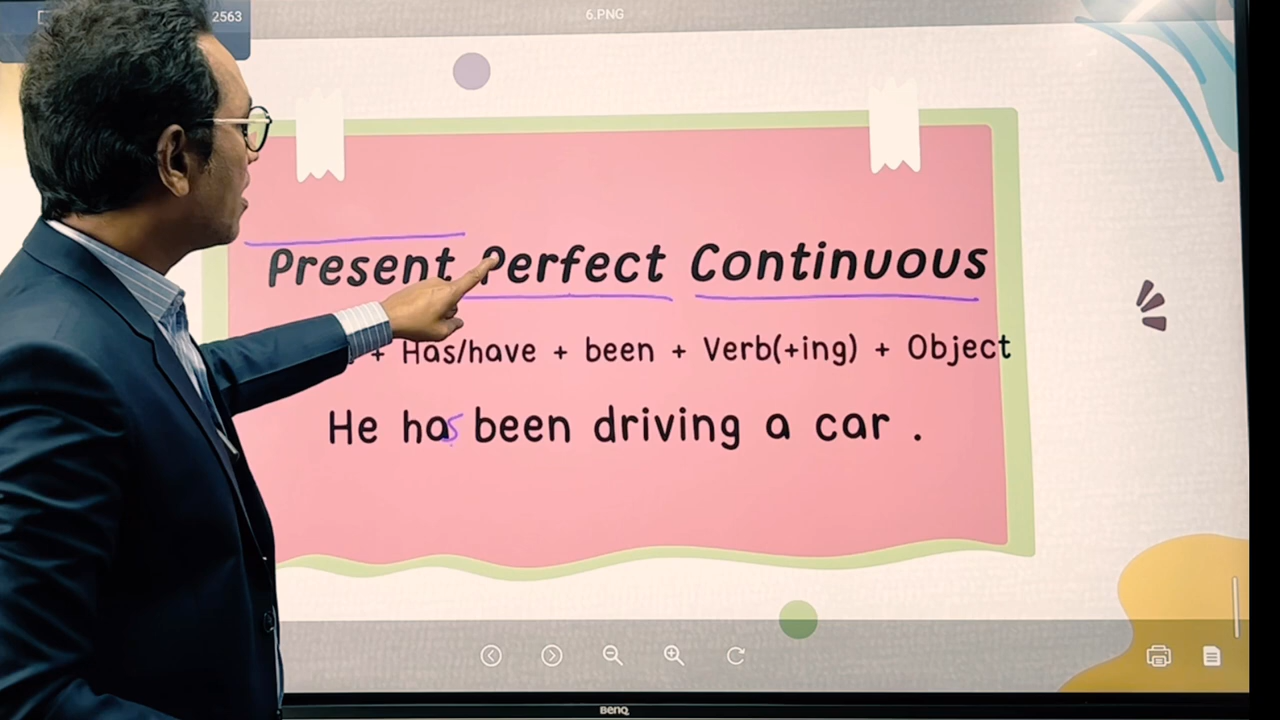 2563
6.PNG
Present Perfect Continuous
+ Has/have + been + Verb(+ing) + Object
He has been driving a car .
BenQ